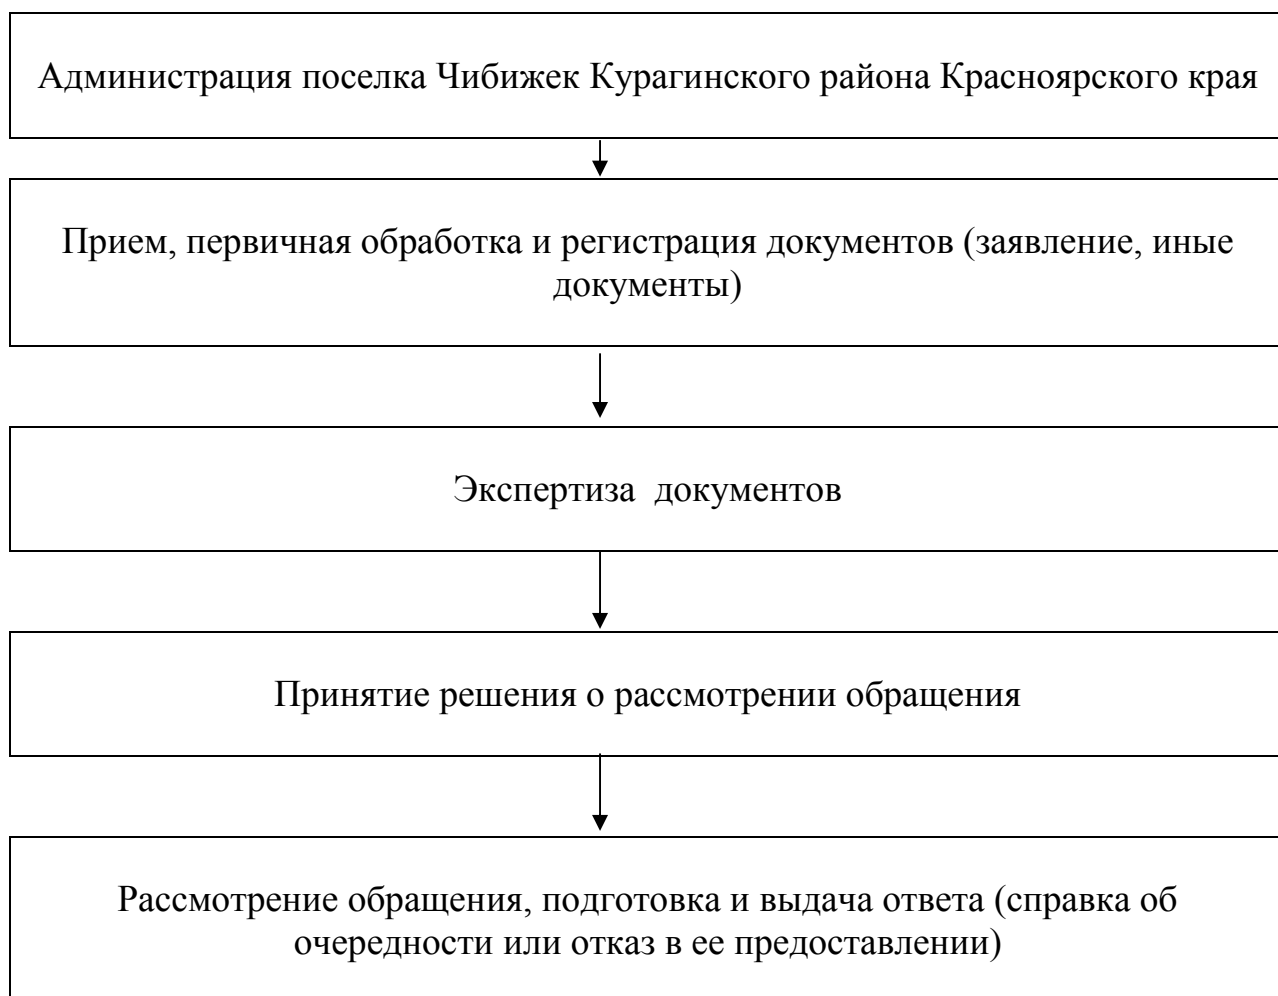 Администрация поселка Чибижек Курагинского района Красноярского края
Прием, первичная обработка и регистрация документов (заявление, иные
документы)
Экспертиза  документов
Принятие решения о рассмотрении обращения
Рассмотрение обращения, подготовка и выдача ответа (справка об
очередности или отказ в ее предоставлении)